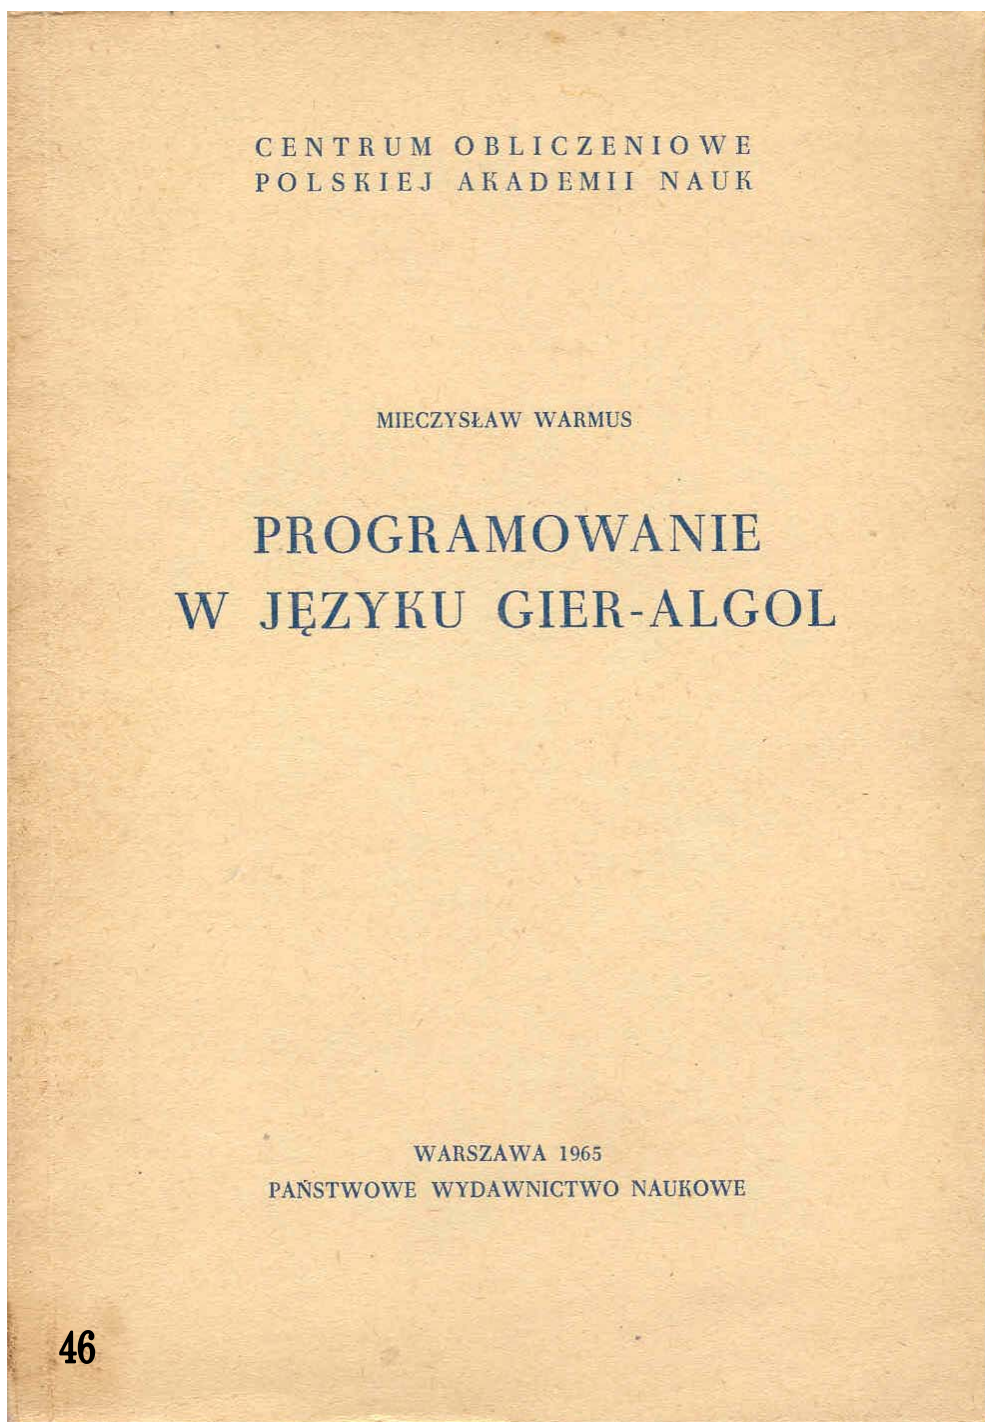 CENTRUM OBLICZENIOWE
POLSKIEJ AKADEMII NAUK
MIECZYSŁAW WARMUS
PROGRAMOWANIE
W JĘZYKU GIER-ALGOL
WARSZAWA 1965
PAŃSTWOWE WYDAWNICTWO NAUKOWE
46